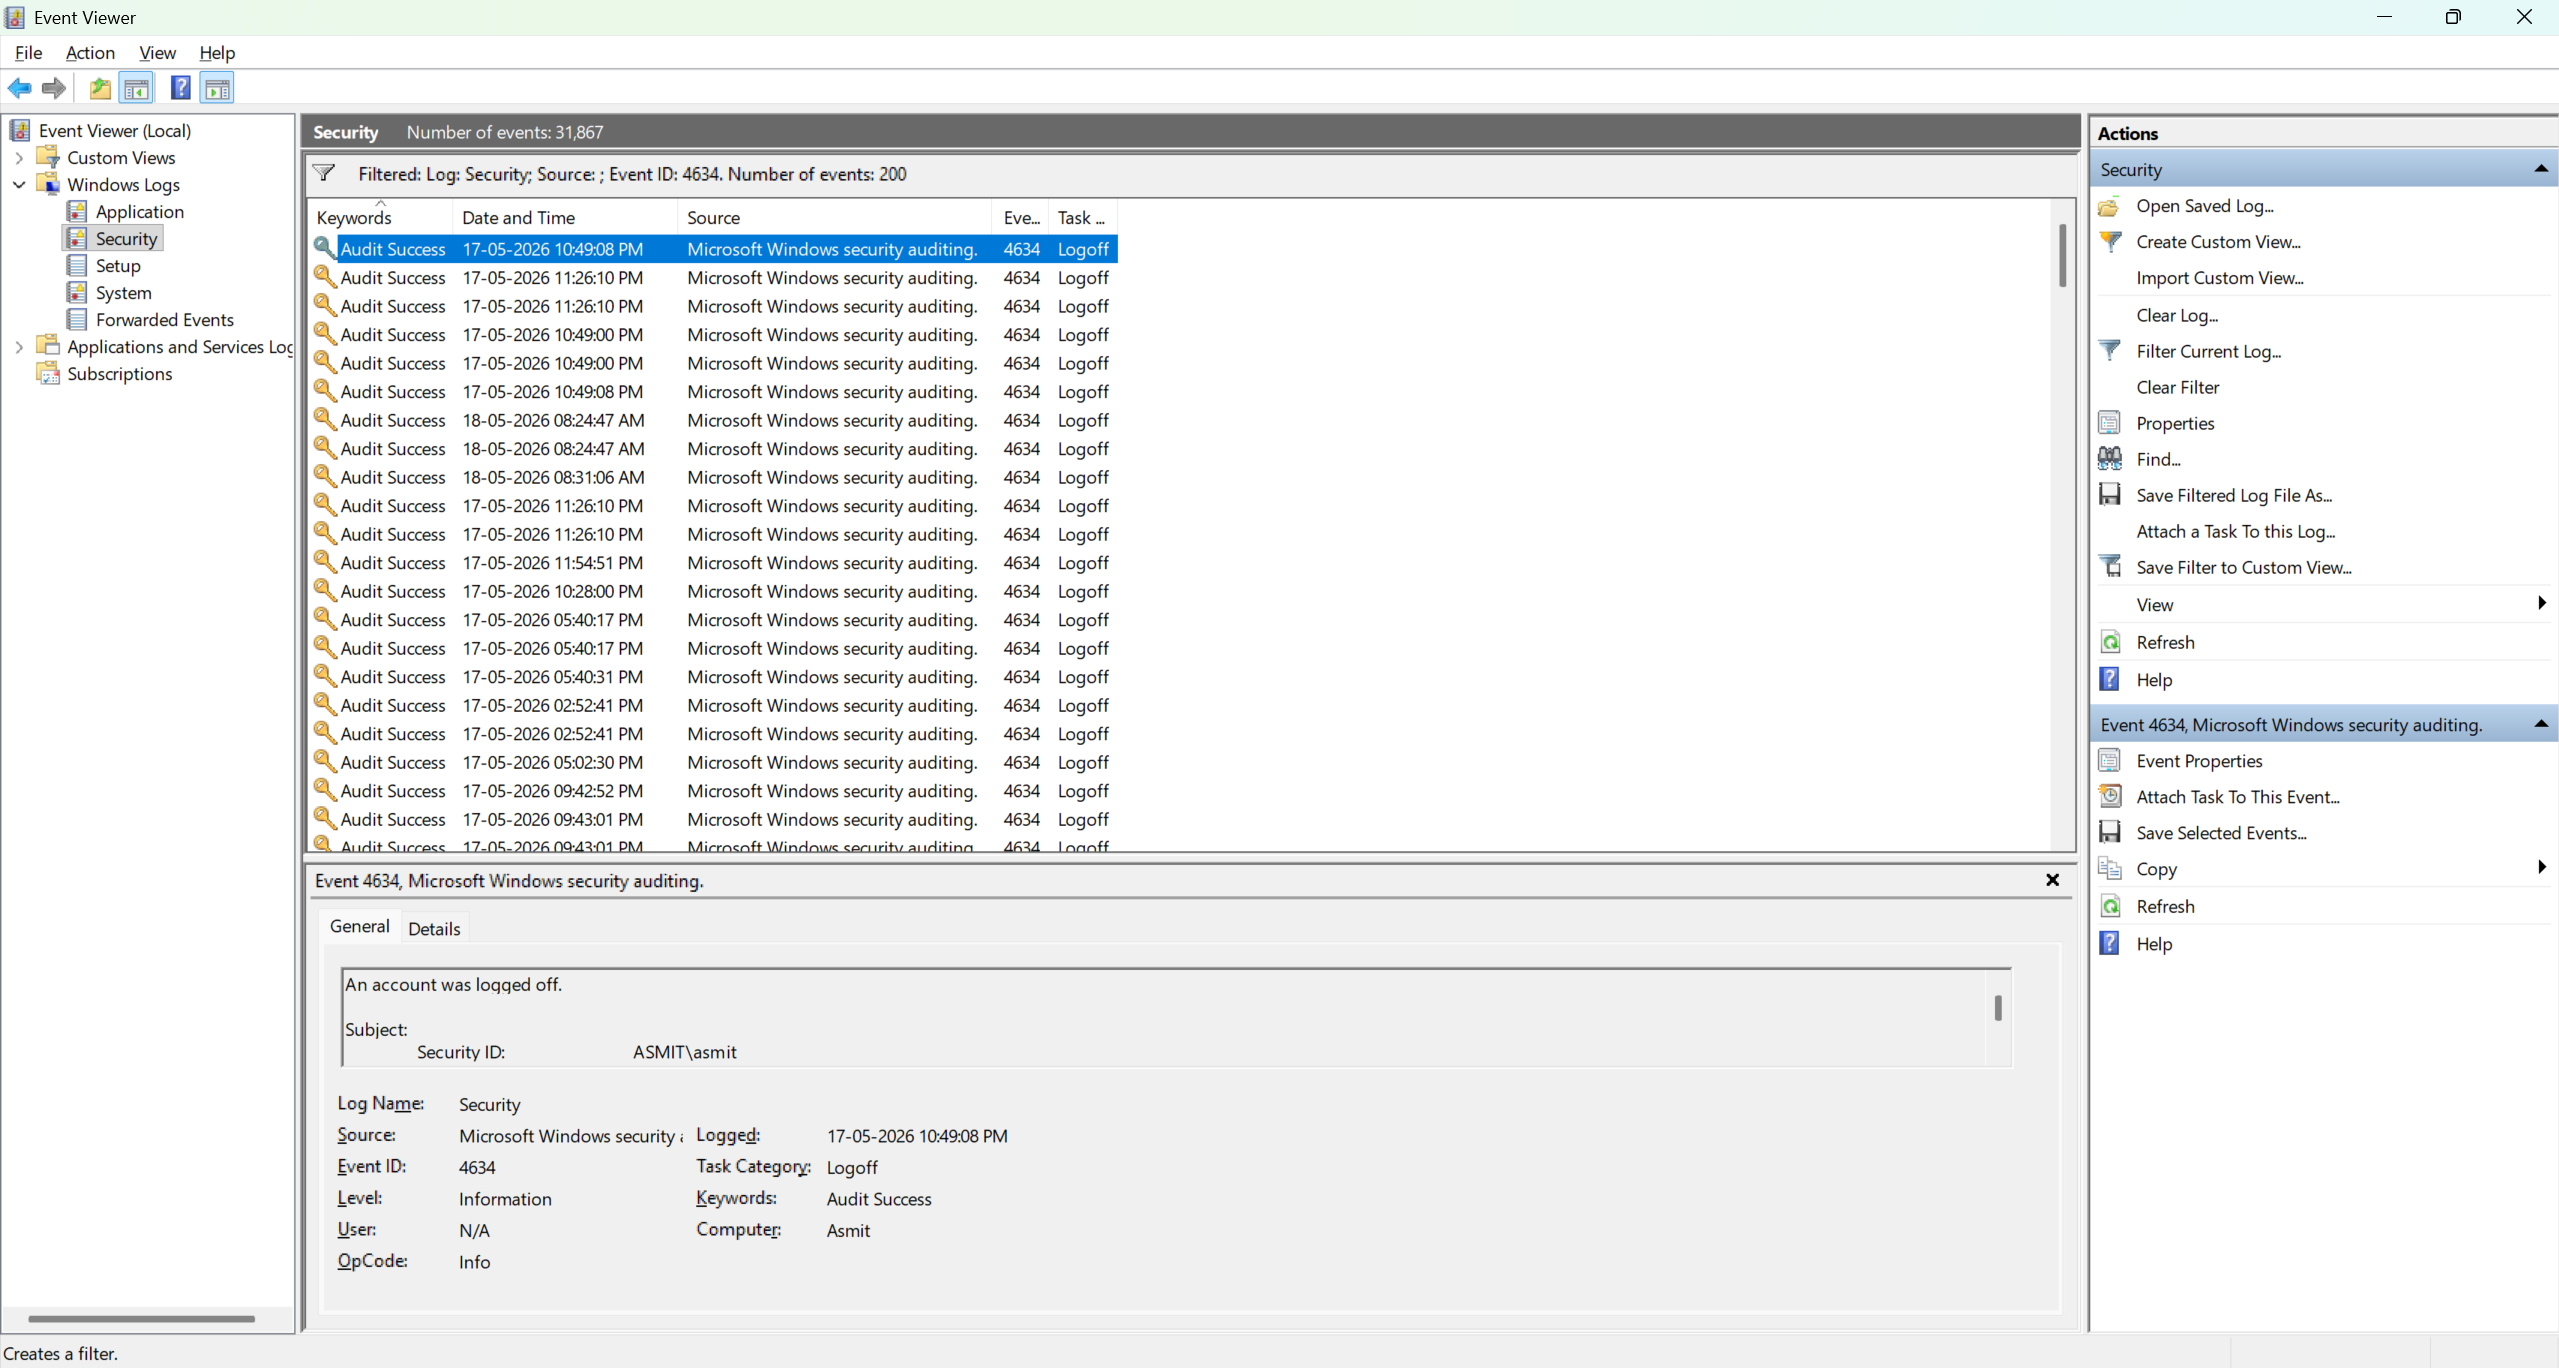 Event Viewer
File Action View Help
Event Viewer (Local)
Custom Views
Windows Logs
Application
Security
Setup
System
Forwarded Events
Applications and Services Log
Subscriptions
Security Number of events: 31,867
Filtered: Log: Security; Source: ; Event ID: 4634. Number of events: 200
Keywords Date and Time Source Eve... Task ...
Audit Success 17-05-2026 10:49:08 PM Microsoft Windows security auditing. 4634 Logoff
Audit Success 17-05-2026 11:26:10 PM Microsoft Windows security auditing. 4634 Logoff
Audit Success 17-05-2026 11:26:10 PM Microsoft Windows security auditing. 4634 Logoff
Audit Success 17-05-2026 10:49:00 PM Microsoft Windows security auditing. 4634 Logoff
Audit Success 17-05-2026 10:49:00 PM Microsoft Windows security auditing. 4634 Logoff
Audit Success 17-05-2026 10:49:08 PM Microsoft Windows security auditing. 4634 Logoff
Audit Success 18-05-2026 08:24:47 AM Microsoft Windows security auditing. 4634 Logoff
Audit Success 18-05-2026 08:24:47 AM Microsoft Windows security auditing. 4634 Logoff
Audit Success 18-05-2026 08:31:06 AM Microsoft Windows security auditing. 4634 Logoff
Audit Success 17-05-2026 11:26:10 PM Microsoft Windows security auditing. 4634 Logoff
Audit Success 17-05-2026 11:26:10 PM Microsoft Windows security auditing. 4634 Logoff
Audit Success 17-05-2026 11:54:51 PM Microsoft Windows security auditing. 4634 Logoff
Audit Success 17-05-2026 10:28:00 PM Microsoft Windows security auditing. 4634 Logoff
Audit Success 17-05-2026 05:40:17 PM Microsoft Windows security auditing. 4634 Logoff
Audit Success 17-05-2026 05:40:17 PM Microsoft Windows security auditing. 4634 Logoff
Audit Success 17-05-2026 05:40:31 PM Microsoft Windows security auditing. 4634 Logoff
Audit Success 17-05-2026 02:52:41 PM Microsoft Windows security auditing. 4634 Logoff
Audit Success 17-05-2026 02:52:41 PM Microsoft Windows security auditing. 4634 Logoff
Audit Success 17-05-2026 05:02:30 PM Microsoft Windows security auditing. 4634 Logoff
Audit Success 17-05-2026 09:42:52 PM Microsoft Windows security auditing. 4634 Logoff
Audit Success 17-05-2026 09:43:01 PM Microsoft Windows security auditing. 4634 Logoff
Audit Success 17-05-2026 09:43:01 PM Microsoft Windows security auditing. 4634 Logoff
Event 4634, Microsoft Windows security auditing.
General Details
An account was logged off.
Subject:
Security ID: ASMIT\asmit
Log Name: Security
Source: Microsoft Windows security a Logged: 17-05-2026 10:49:08 PM
Event ID: 4634 Task Category: Logoff
Level: Information Keywords: Audit Success
User: N/A Computer: Asmit
OpCode: Info
Actions
Security
Open Saved Log...
Create Custom View...
Import Custom View...
Clear Log...
Filter Current Log...
Clear Filter
Properties
Find...
Save Filtered Log File As...
Attach a Task To this Log...
Save Filter to Custom View...
View
Refresh
Help
Event 4634, Microsoft Windows security auditing.
Event Properties
Attach Task To This Event...
Save Selected Events...
Copy
Refresh
Help
Creates a filter.